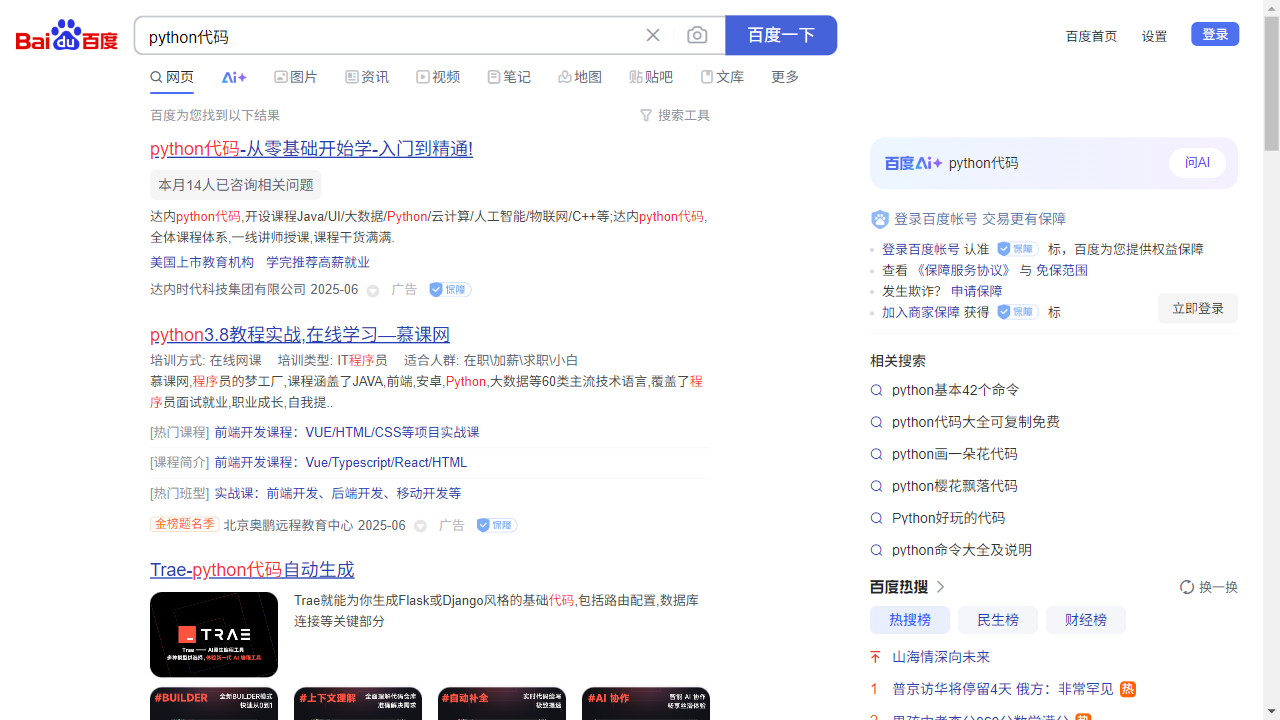 Bai du 百度
python代码
百度一下
百度首页
设置
登录
网页
Ai+
图片
资讯
视频
笔记
地图
贴吧
文库
更多
百度为您找到以下结果
搜索工具
python代码-从零基础开始学-入门到精通!
本月14人已咨询相关问题
达内python代码,开设课程Java/UI/大数据/Python/云计算/人工智能/物联网/C++等;达内python代码,
全体课程体系,一线讲师授课,课程干货满满.
美国上市教育机构 学完推荐高薪就业
达内时代科技集团有限公司 2025-06 广告 保障
python3.8教程实战,在线学习—慕课网
培训方式: 在线网课 培训类型: IT程序员 适合人群: 在职\加薪\求职\小白
慕课网,程序员的梦工厂,课程涵盖了JAVA,前端,安卓,Python,大数据等60类主流技术语言,覆盖了程
序员面试就业,职业成长,自我提..
[热门课程] 前端开发课程：VUE/HTML/CSS等项目实战课
[课程简介] 前端开发课程：Vue/Typescript/React/HTML
[热门班型] 实战课：前端开发、后端开发、移动开发等
金榜题名季 北京奥鹏远程教育中心 2025-06 广告 保障
Trae-python代码自动生成
TRAE
Trae就能为你生成Flask或Django风格的基础代码,包括路由配置,数据库
连接等关键部分
#BUILDER
#上下文理解
#自动补全
#AI 协作
百度Ai+ python代码
问AI
登录百度帐号 交易更有保障
登录百度帐号 认准 保障 标，百度为您提供权益保障
查看 《保障服务协议》 与 免保范围
发生欺诈？ 申请保障
加入商家保障 获得 保障 标
立即登录
相关搜索
python基本42个命令
python代码大全可复制免费
python画一朵花代码
python樱花飘落代码
Python好玩的代码
python命令大全及说明
百度热搜
换一换
热搜榜
民生榜
财经榜
山海情深向未来
1 普京访华将停留4天 俄方：非常罕见 热